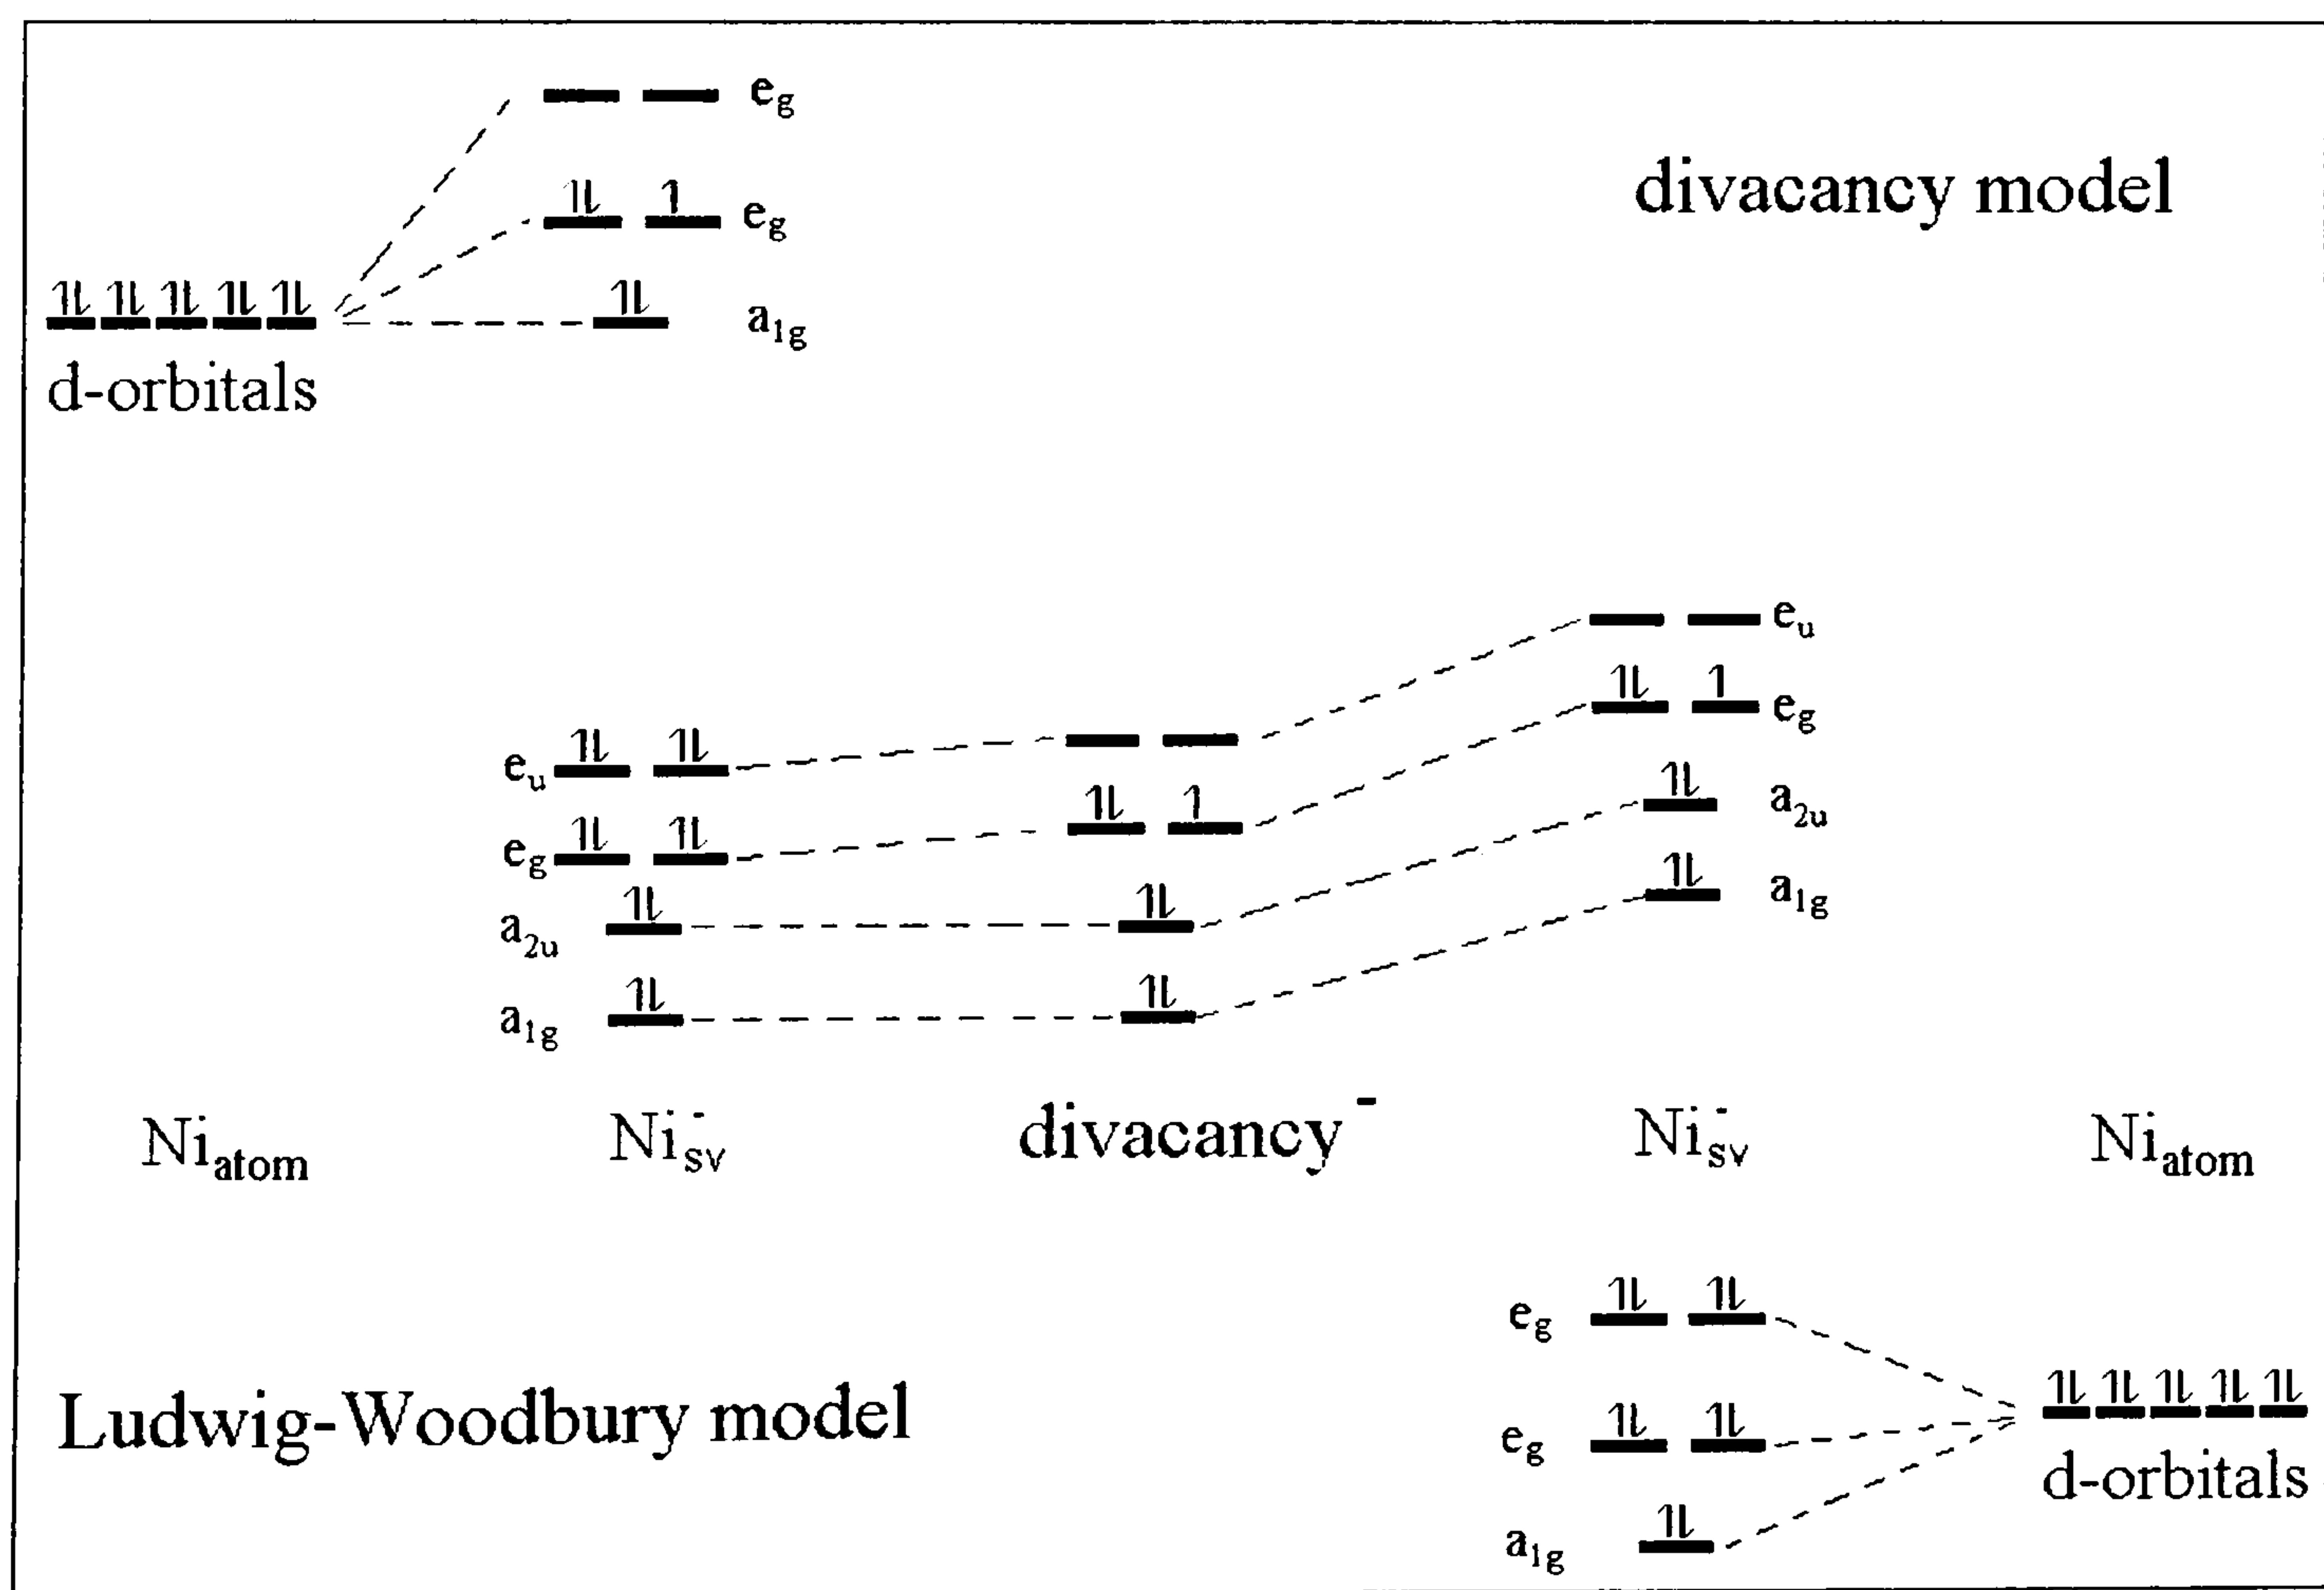 e_g
divacancy model
e_g
a_1g
d-orbitals
e_u
e_g
e_u
a_2u
e_g
a_1g
a_2u
a_1g
Ni_atom Ni_sv^- divacancy^- Ni_sv^- Ni_atom
e_g
Ludwig-Woodbury model
e_g
d-orbitals
a_1g